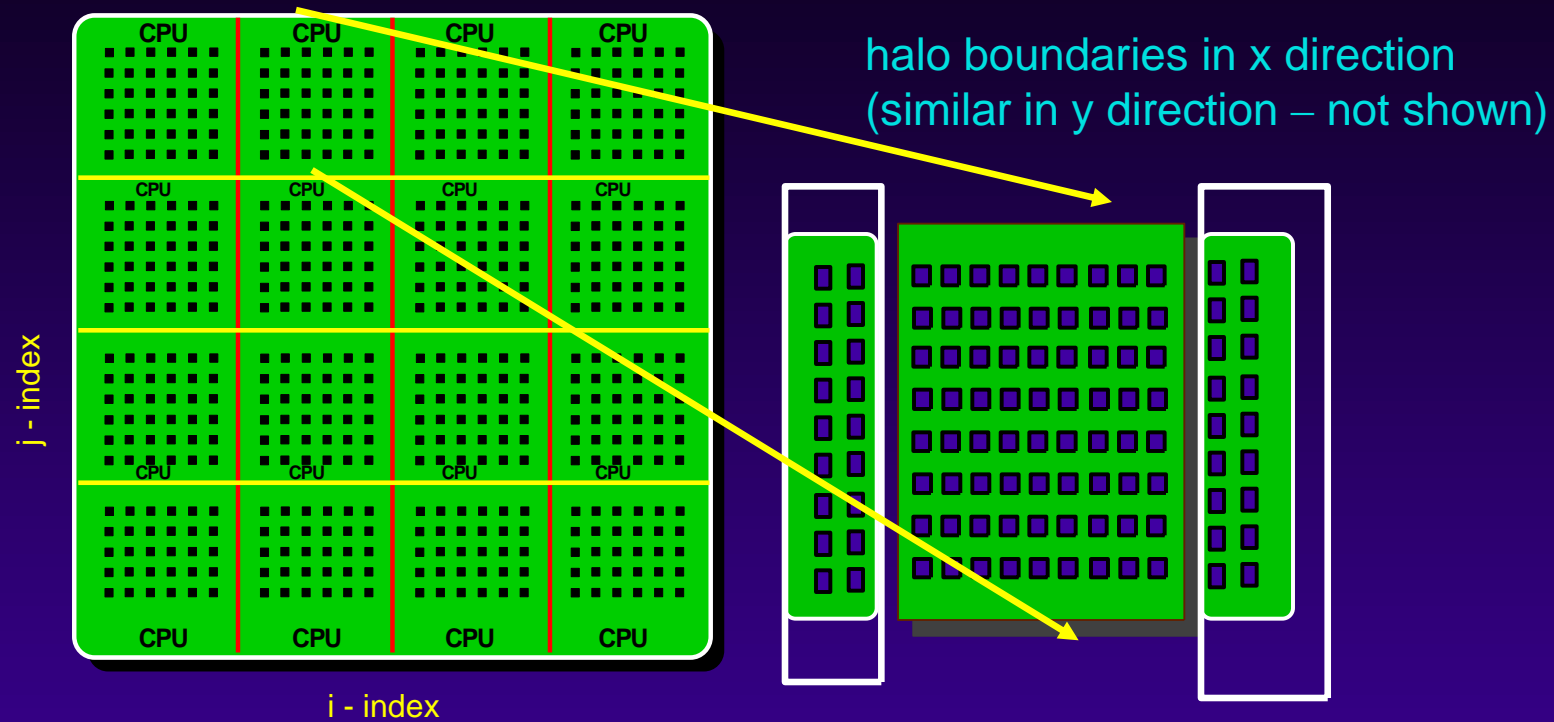 CPU CPU CPU CPU
halo boundaries in x direction
(similar in y direction – not shown)
CPU CPU CPU CPU
j - index
CPU CPU CPU CPU
CPU CPU CPU CPU
i - index